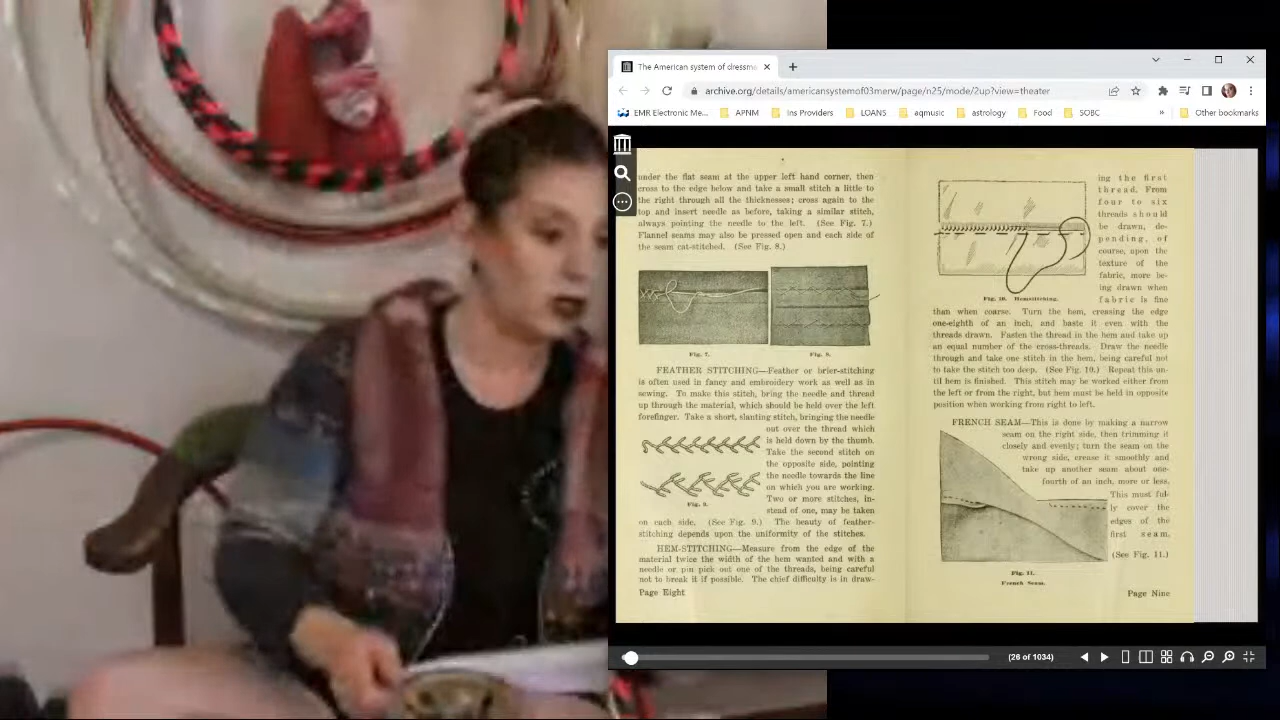 The American system of dressma
archive.org/details/americansystemof03merw/page/n25/mode/2up?view=theater
EMR Electronic Me...
APNM
Ins Providers
LOANS
aqmusic
astrology
Food
SOBC
»
Other bookmarks
under the flat seam at the upper left hand corner, then
cross to the edge below and take a small stitch a little to
the right through all the thicknesses; cross again to the
top and insert needle as before, taking a similar stitch,
always pointing the needle to the left. (See Fig. 7.)
Flannel seams may also be pressed open and each side of
the seam cat-stitched. (See Fig. 8.)
Fig. 7.
Fig. 8.
FEATHER STITCHING—Feather or brier-stitching
is often used in fancy and embroidery work as well as in
sewing. To make this stitch, bring the needle and thread
up through the material, which should be held over the left
forefinger. Take a short, slanting stitch, bringing the needle
out over the thread which
is held down by the thumb.
Take the second stitch on
the opposite side, pointing
the needle towards the line
on which you are working.
Two or more stitches, in-
stead of one, may be taken
Fig. 9.
on each side. (See Fig. 9.) The beauty of feather-
stitching depends upon the uniformity of the stitches.
HEM-STITCHING—Measure from the edge of the
material twice the width of the hem wanted and with a
needle or pin pick out one of the threads, being careful
not to break it if possible. The chief difficulty is in draw-
Page Eight
ing the first
thread. From
four to six
threads should
be drawn, de-
pending, of
course, upon the
texture of the
fabric, more be-
ing drawn when
fabric is fine
Fig. 10. Hemstitching.
than when coarse. Turn the hem, creasing the edge
one-eighth of an inch, and baste it even with the
threads drawn. Fasten the thread in the hem and take up
an equal number of the cross-threads. Draw the needle
through and take one stitch in the hem, being careful not
to take the stitch too deep. (See Fig. 10.) Repeat this un-
til hem is finished. This stitch may be worked either from
the left or from the right, but hem must be held in opposite
position when working from right to left.
FRENCH SEAM—This is done by making a narrow
seam on the right side, then trimming it
closely and evenly; turn the seam on the
wrong side, crease it smoothly and
take up another seam about one-
fourth of an inch, more or less.
This must ful-
ly cover the
edges of the
first seam.
(See Fig. 11.)
Fig. 11.
French Seam.
Page Nine
(26 of 1034)